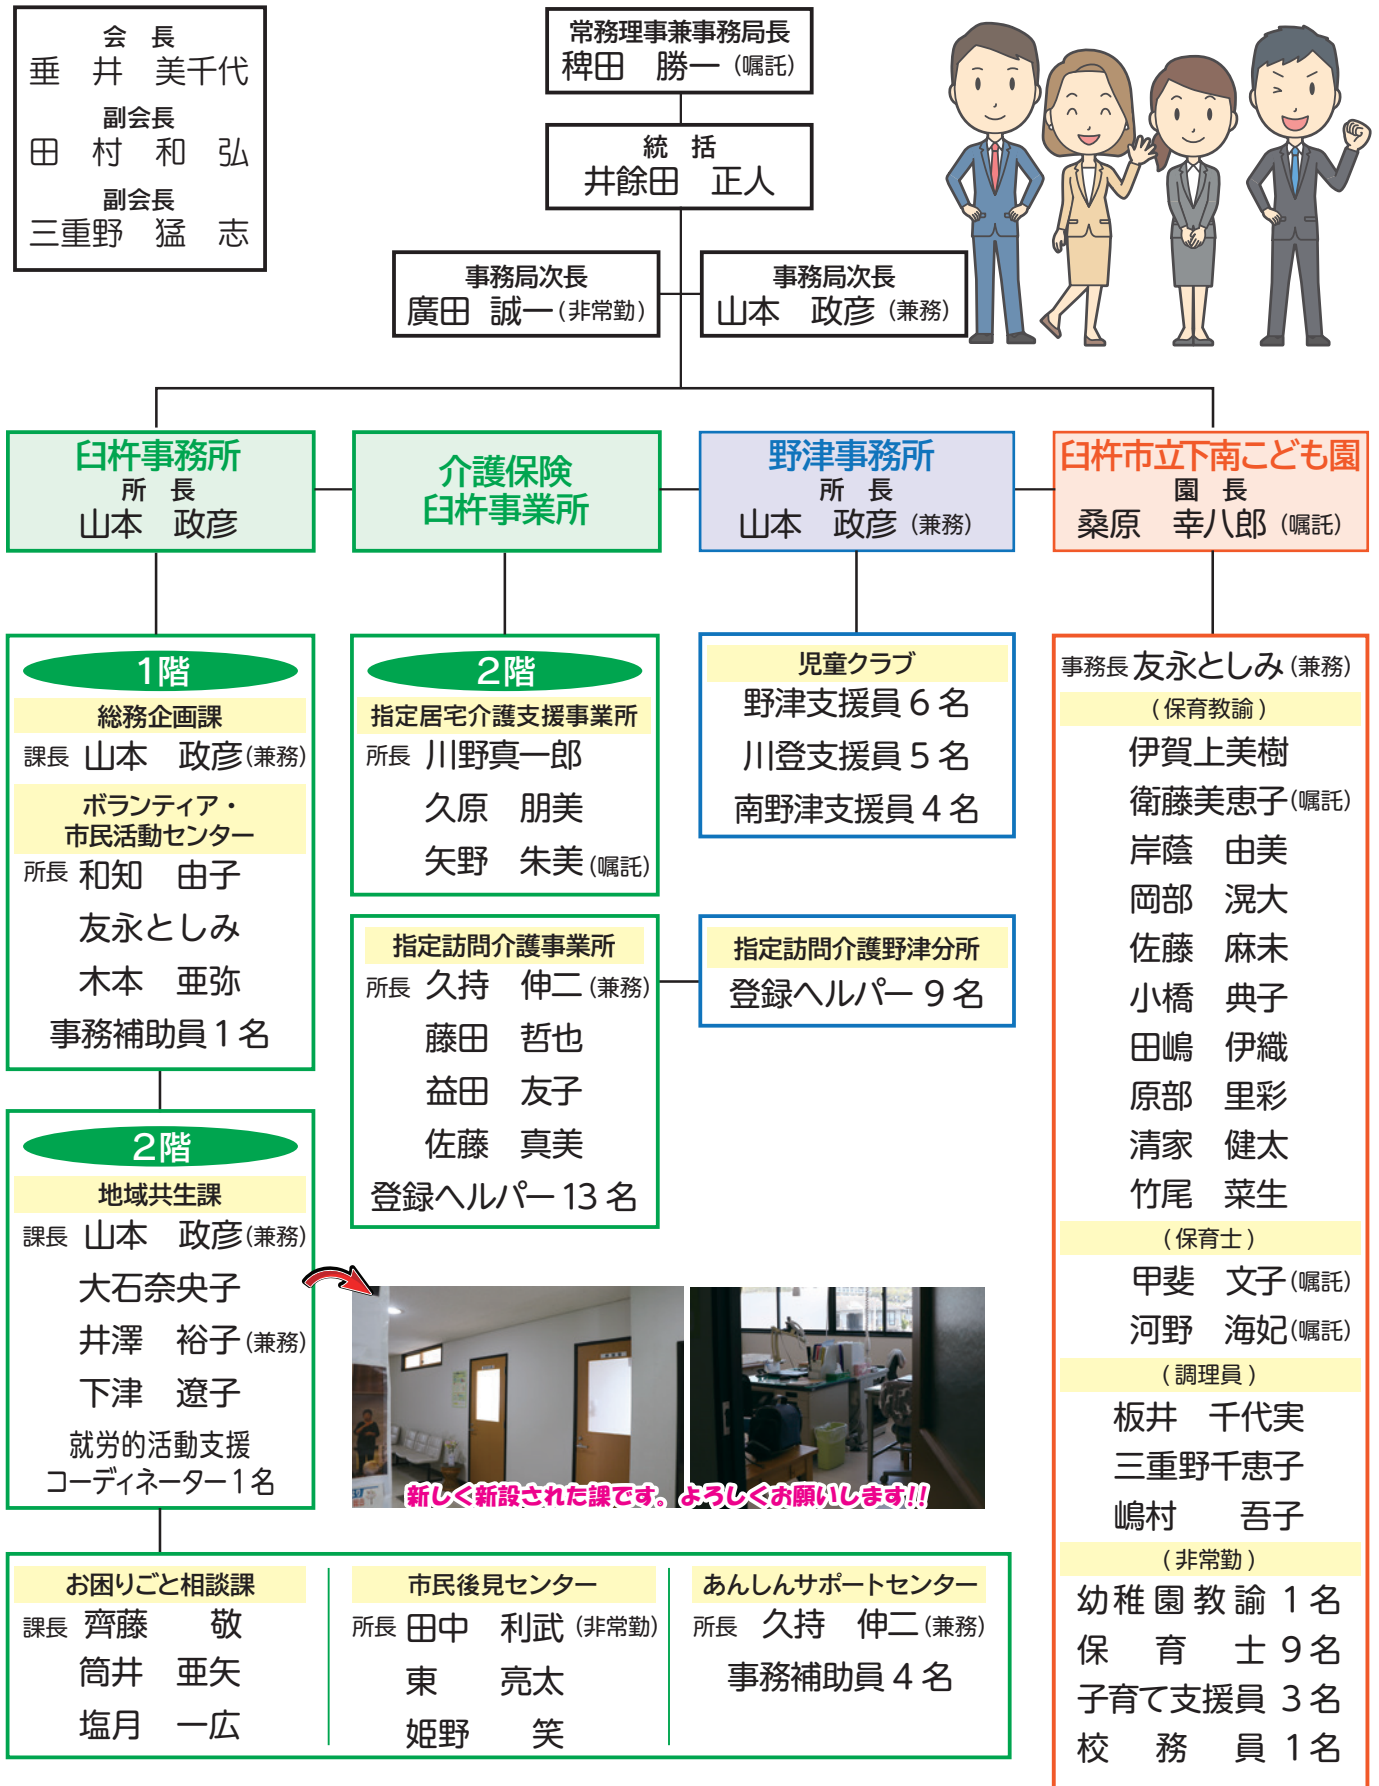 会　長
垂　井　美千代
副会長
田　村　和　弘
副会長
三重野　猛　志
常務理事兼事務局長
稗田　勝一（嘱託）
統　括
井餘田　正人
事務局次長
廣田　誠一（非常勤）
事務局次長
山本　政彦（兼務）
臼杵事務所
所　長
山本　政彦
介護保険
臼杵事業所
野津事務所
所　長
山本　政彦（兼務）
臼杵市立下南こども園
園　長
桑原　幸八郎（嘱託）
1階
総務企画課
課長 山本　政彦(兼務)
ボランティア・
市民活動センター
所長 和知　由子
友永としみ
木本　亜弥
事務補助員1名
2階
地域共生課
課長 山本　政彦(兼務)
大石奈央子
井澤　裕子(兼務)
下津　遼子
就労的活動支援
コーディネーター1名
2階
指定居宅介護支援事業所
所長 川野真一郎
久原　朋美
矢野　朱美(嘱託)
指定訪問介護事業所
所長 久持　伸二(兼務)
藤田　哲也
益田　友子
佐藤　真美
登録ヘルパー13名
児童クラブ
野津支援員6名
川登支援員5名
南野津支援員4名
指定訪問介護野津分所
登録ヘルパー9名
事務長 友永としみ(兼務)
(保育教諭)
伊賀上美樹
衛藤美恵子(嘱託)
岸蔭　由美
岡部　滉大
佐藤　麻未
小橋　典子
田嶋　伊織
原部　里彩
清家　健太
竹尾　菜生
(保育士)
甲斐　文子(嘱託)
河野　海妃(嘱託)
(調理員)
板井　千代実
三重野千恵子
嶋村　吾子
(非常勤)
幼稚園教諭 1名
保　育　士 9名
子育て支援員 3名
校　務　員 1名
新しく新設された課です。よろしくお願いします!!
お困りごと相談課
課長 齊藤　敬
筒井　亜矢
塩月　一広
市民後見センター
所長 田中　利武(非常勤)
東　亮太
姫野　笑
あんしんサポートセンター
所長 久持　伸二(兼務)
事務補助員4名